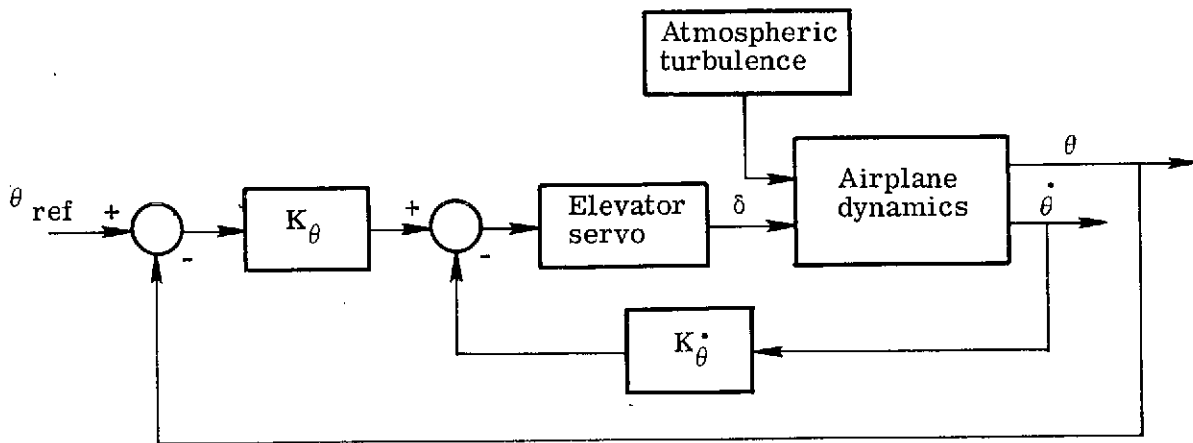 Atmospheric
turbulence
θ
Airplane
dynamics
θ̇
θ ref
+
K_θ
+
Elevator
servo
δ
-
-
K_θ̇